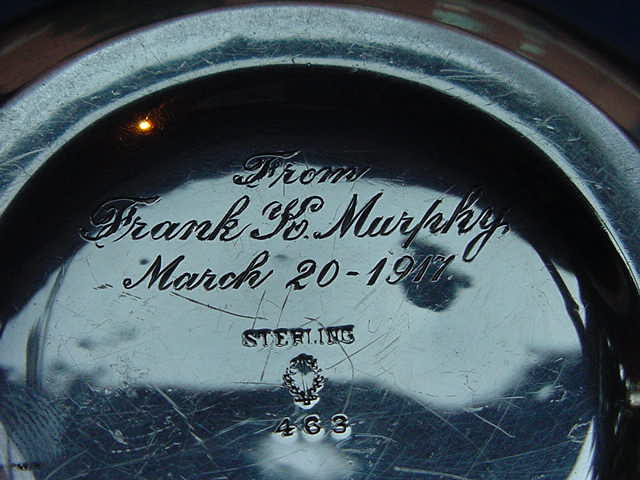 From
Frank K. Murphy.
March 20-1917.
STERLING
463